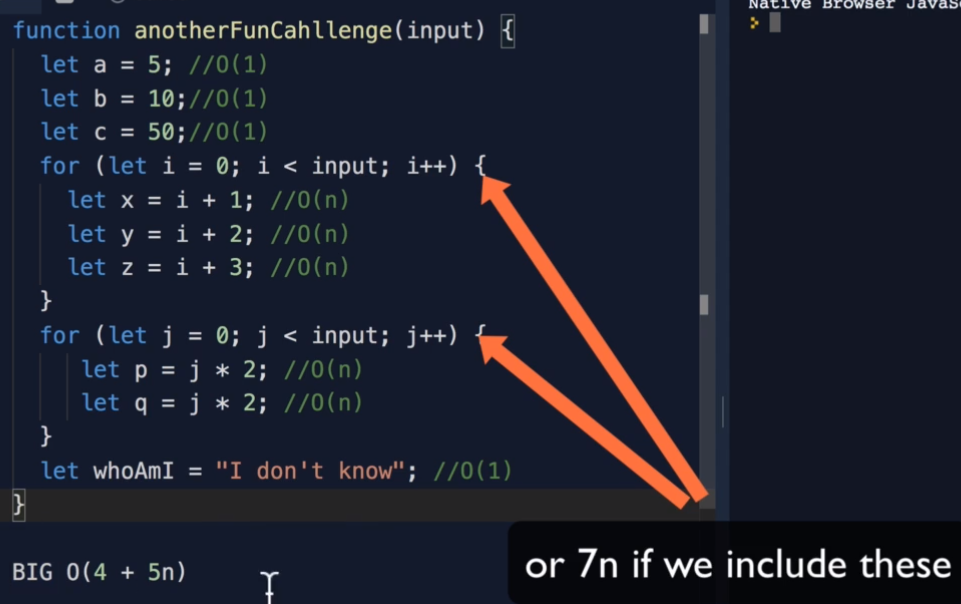 function anotherFunCahllenge(input) {
let a = 5; //O(1)
let b = 10;//O(1)
let c = 50;//O(1)
for (let i = 0; i < input; i++) {
let x = i + 1; //O(n)
let y = i + 2; //O(n)
let z = i + 3; //O(n)
}
for (let j = 0; j < input; j++) {
let p = j * 2; //O(n)
let q = j * 2; //O(n)
}
let whoAmI = "I don't know"; //O(1)
}
BIG O(4 + 5n)
Native Browser
>
or 7n if we include these